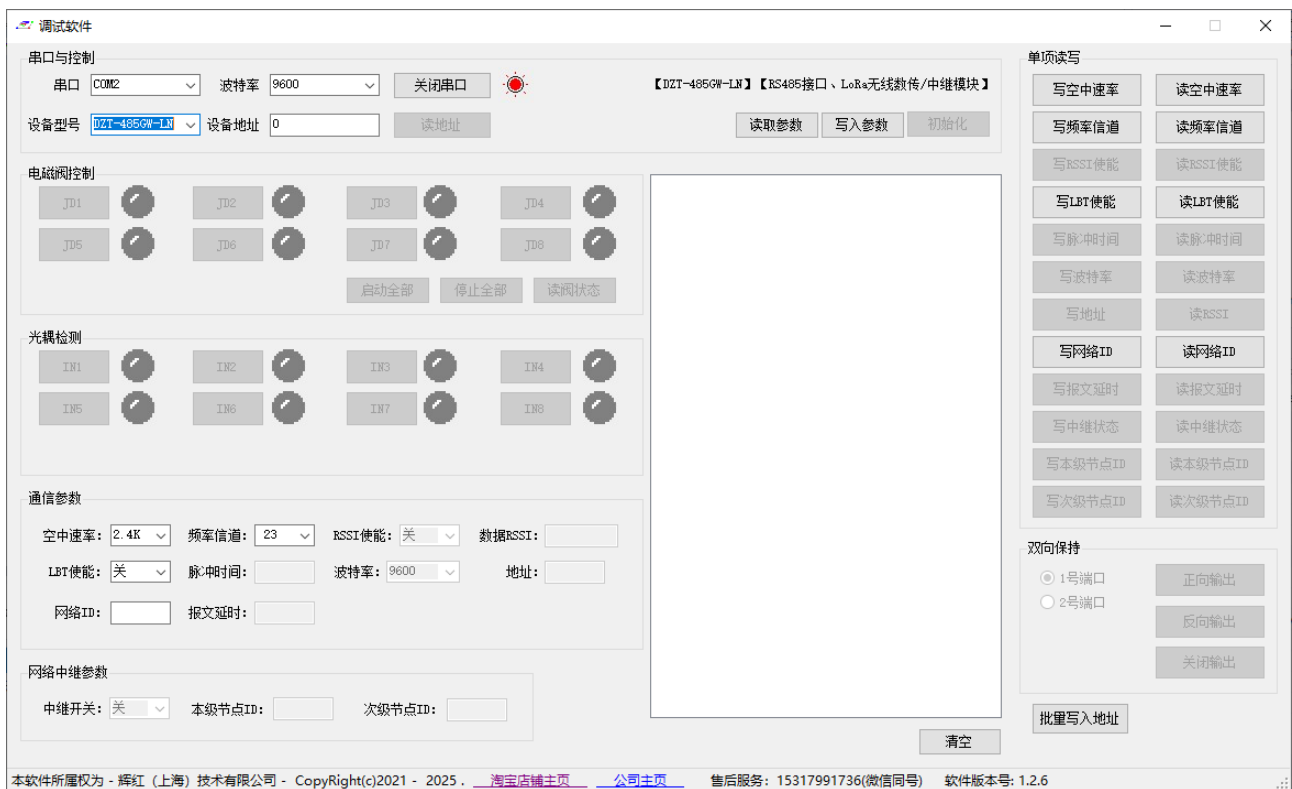 调试软件
串口与控制
串口 COM2 波特率 9600 关闭串口 【DZT-485GW-LN】【RS485接口、LoRa无线数传/中继模块】
设备型号 DZT-485GW-LN 设备地址 0 读地址 读取参数 写入参数 初始化
电磁阀控制
JD1 JD2 JD3 JD4
JD5 JD6 JD7 JD8
启动全部 停止全部 读阀状态
光耦检测
IN1 IN2 IN3 IN4
IN5 IN6 IN7 IN8
通信参数
空中速率: 2.4K 频率信道: 23 RSSI使能: 关 数据RSSI:
LBT使能: 关 脉冲时间: 波特率: 9600 地址:
网络ID: 报文延时:
网络中继参数
中继开关: 关 本级节点ID: 次级节点ID:
清空
单项读写
写空中速率 读空中速率
写频率信道 读频率信道
写RSSI使能 读RSSI使能
写LBT使能 读LBT使能
写脉冲时间 读脉冲时间
写波特率 读波特率
写地址 读RSSI
写网络ID 读网络ID
写报文延时 读报文延时
写中继状态 读中继状态
写本级节点ID 读本级节点ID
写次级节点ID 读次级节点ID
双向保持
1号端口 正向输出
2号端口
反向输出
关闭输出
批量写入地址
本软件所属权为 - 辉红（上海）技术有限公司 - CopyRight(c)2021 - 2025 . 淘宝店铺主页 公司主页 售后服务: 15317991736(微信同号) 软件版本号: 1.2.6